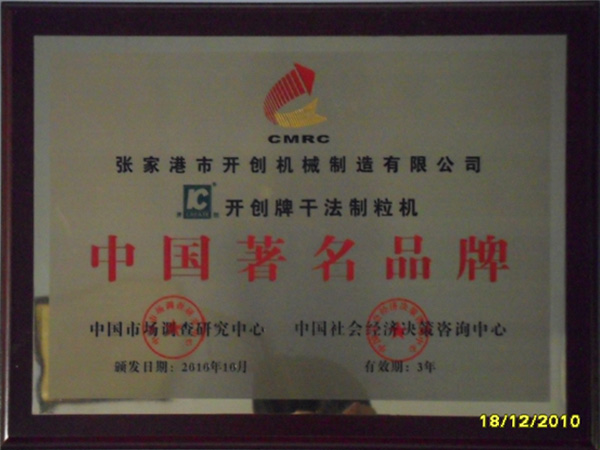 CMRC
张家港市开创机械制造有限公司
开创牌干法制粒机
中国著名品牌
中国市场调查研究中心 中国社会经济决策咨询中心
颁发日期：2016年16月 有效期：3年
18/12/2010